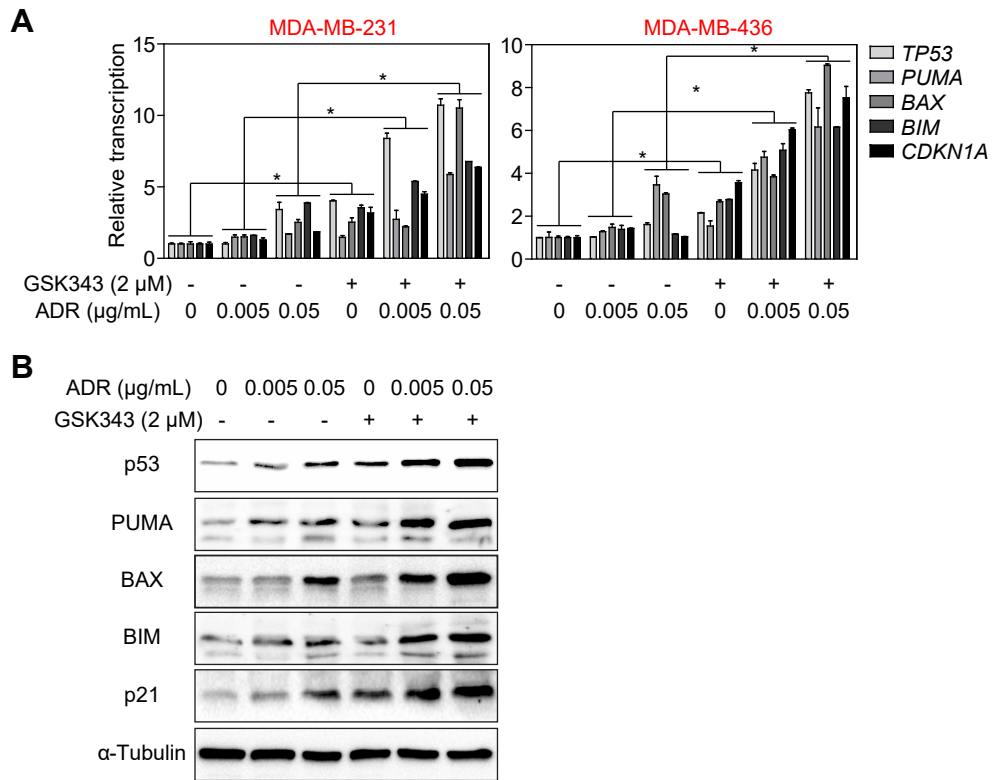 A
MDA-MB-231
MDA-MB-436
Relative transcription
15
10
5
0
*
*
*
10
8
6
4
2
0
*
*
*
TP53
PUMA
BAX
BIM
CDKN1A
GSK343 (2 µM) - - - + + + - - - + + +
ADR (µg/mL) 0 0.005 0.05 0 0.005 0.05 0 0.005 0.05 0 0.005 0.05
B
ADR (µg/mL) 0 0.005 0.05 0 0.005 0.05
GSK343 (2 µM) - - - + + +
p53
PUMA
BAX
BIM
p21
α-Tubulin